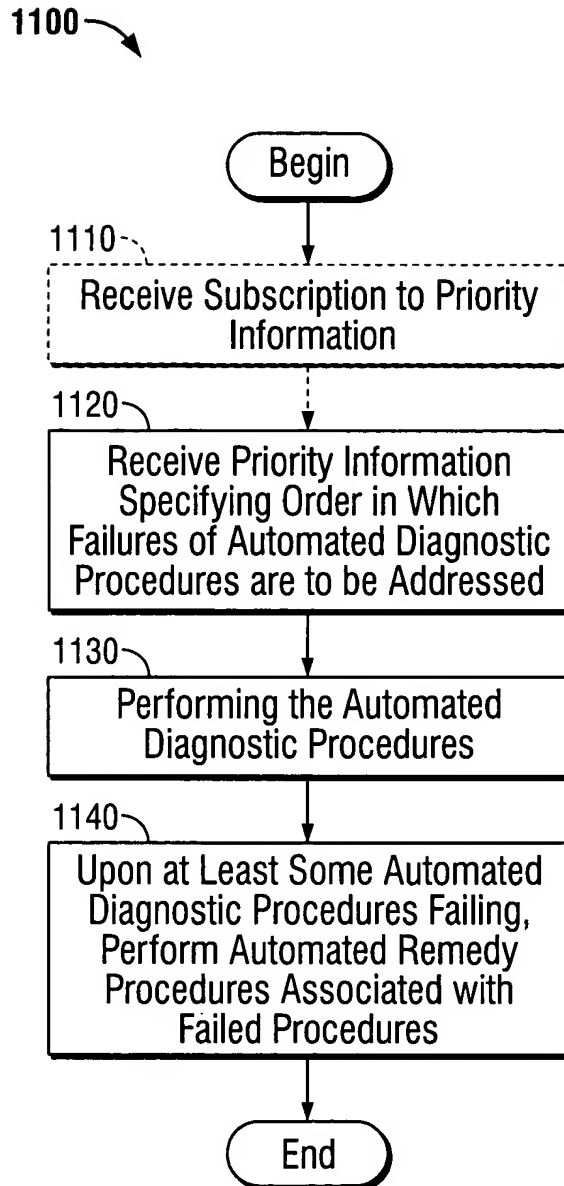 1100
Begin
1110
Receive Subscription to Priority
Information
1120
Receive Priority Information
Specifying Order in Which
Failures of Automated Diagnostic
Procedures are to be Addressed
1130
Performing the Automated
Diagnostic Procedures
1140
Upon at Least Some Automated
Diagnostic Procedures Failing,
Perform Automated Remedy
Procedures Associated with
Failed Procedures
End